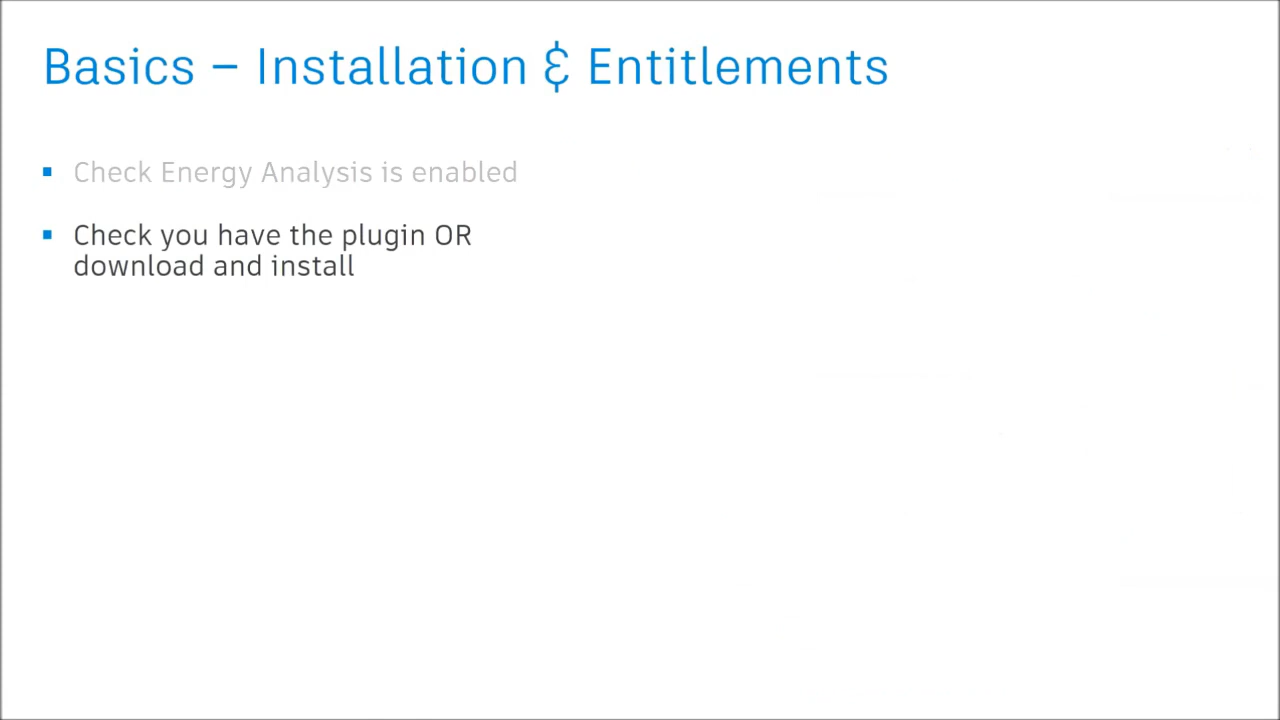 Basics – Installation & Entitlements
Check Energy Analysis is enabled
Check you have the plugin OR
download and install